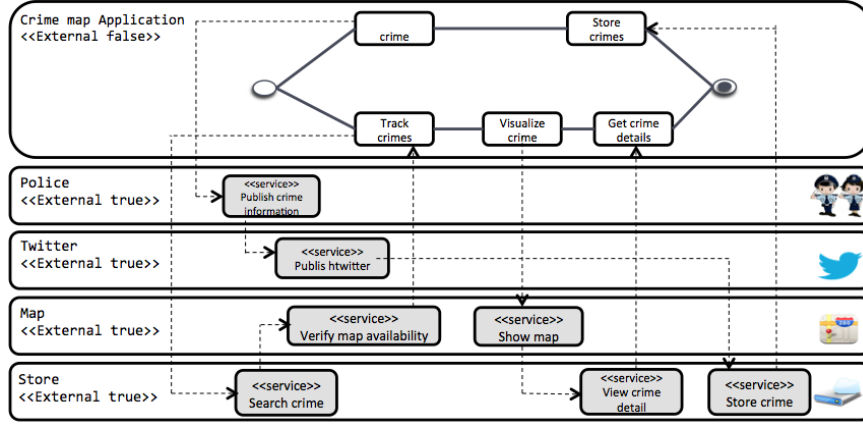 Crime map Application
<<External false>>
crime
Store
crimes
Track
crimes
Visualize
crime
Get crime
details
Police
<<External true>>
<<service>>
Publish crime
information
Twitter
<<External true>>
<<service>>
Publis htwitter
Map
<<External true>>
<<service>>
Verify map availability
<<service>>
Show map
Store
<<External true>>
<<service>>
Search crime
<<service>>
View crime
detail
<<service>>
Store crime